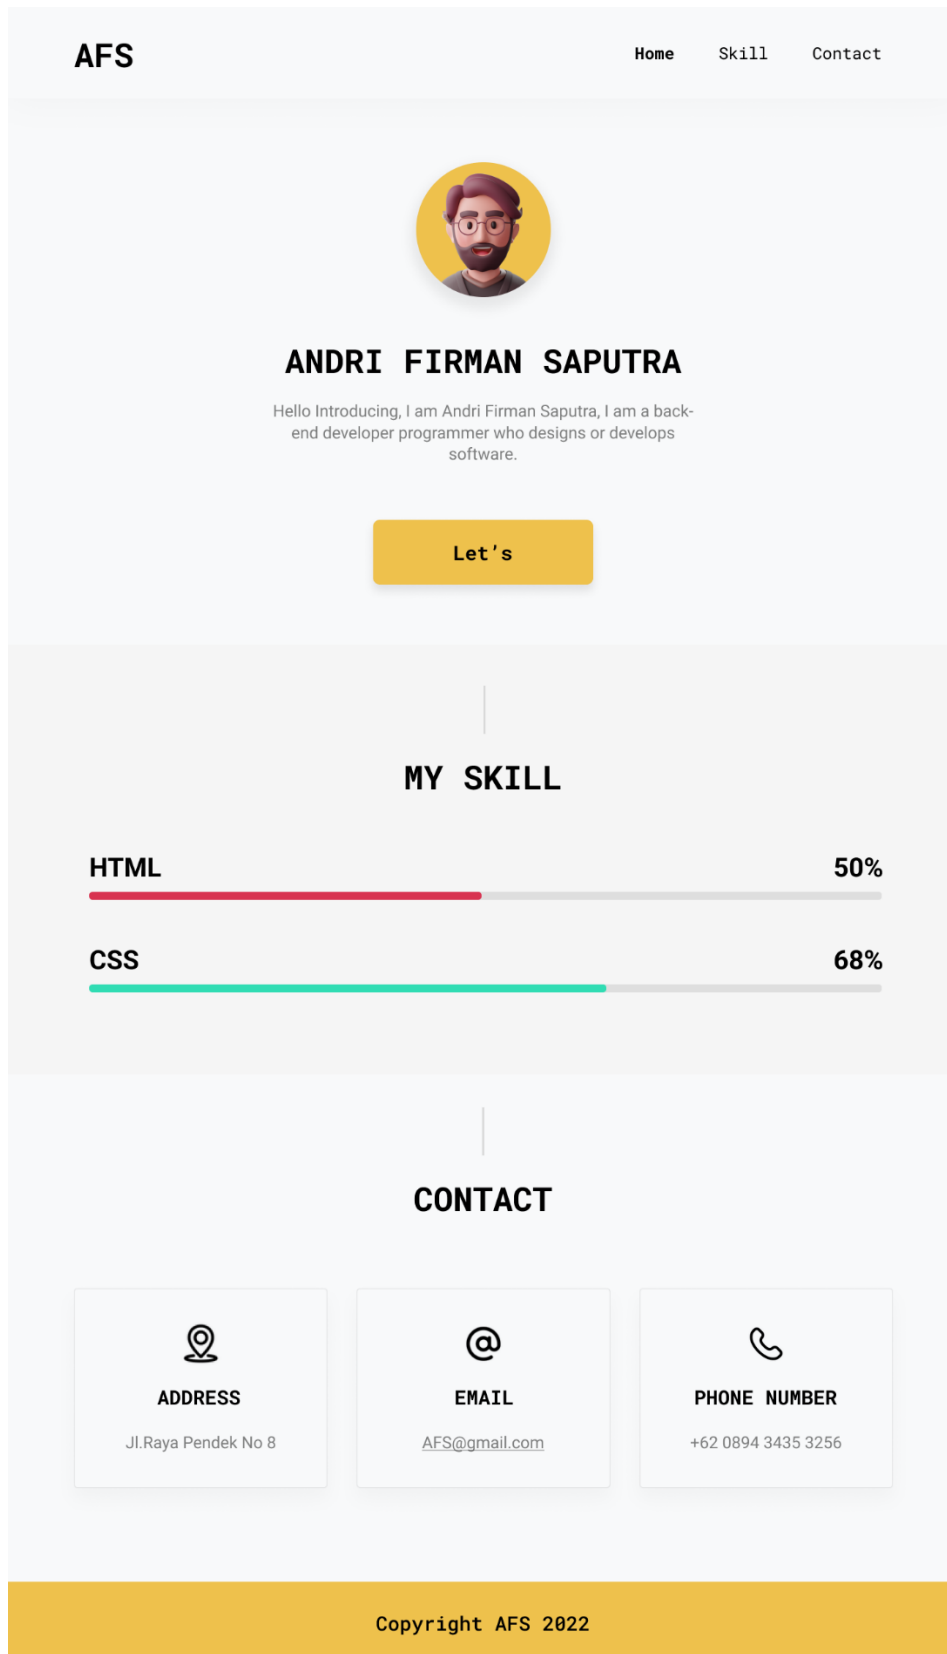 AFS
Home Skill Contact
ANDRI FIRMAN SAPUTRA
Hello Introducing, I am Andri Firman Saputra, I am a back-
end developer programmer who designs or develops
software.
Let’s
MY SKILL
HTML 50%
CSS 68%
CONTACT
ADDRESS
Jl.Raya Pendek No 8
EMAIL
AFS@gmail.com
PHONE NUMBER
+62 0894 3435 3256
Copyright AFS 2022